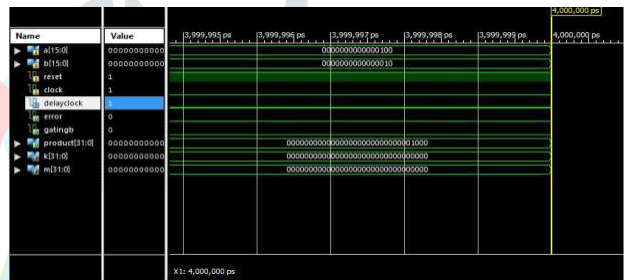 4,000,000 ps
Name Value 3,999,995 ps 3,999,996 ps 3,999,997 ps 3,999,998 ps 3,999,999 ps 4,000,000 ps
a[15:0] 00000000000 0000000000000100
b[15:0] 00000000000 0000000000000010
reset 1
clock 1
delayclock 1
error 0
gatingb 0
product[31:0] 00000000000 00000000000000000000000000001000
k[31:0] 00000000000 00000000000000000000000000000000
m[31:0] 00000000000 00000000000000000000000000000000
X1: 4,000,000 ps